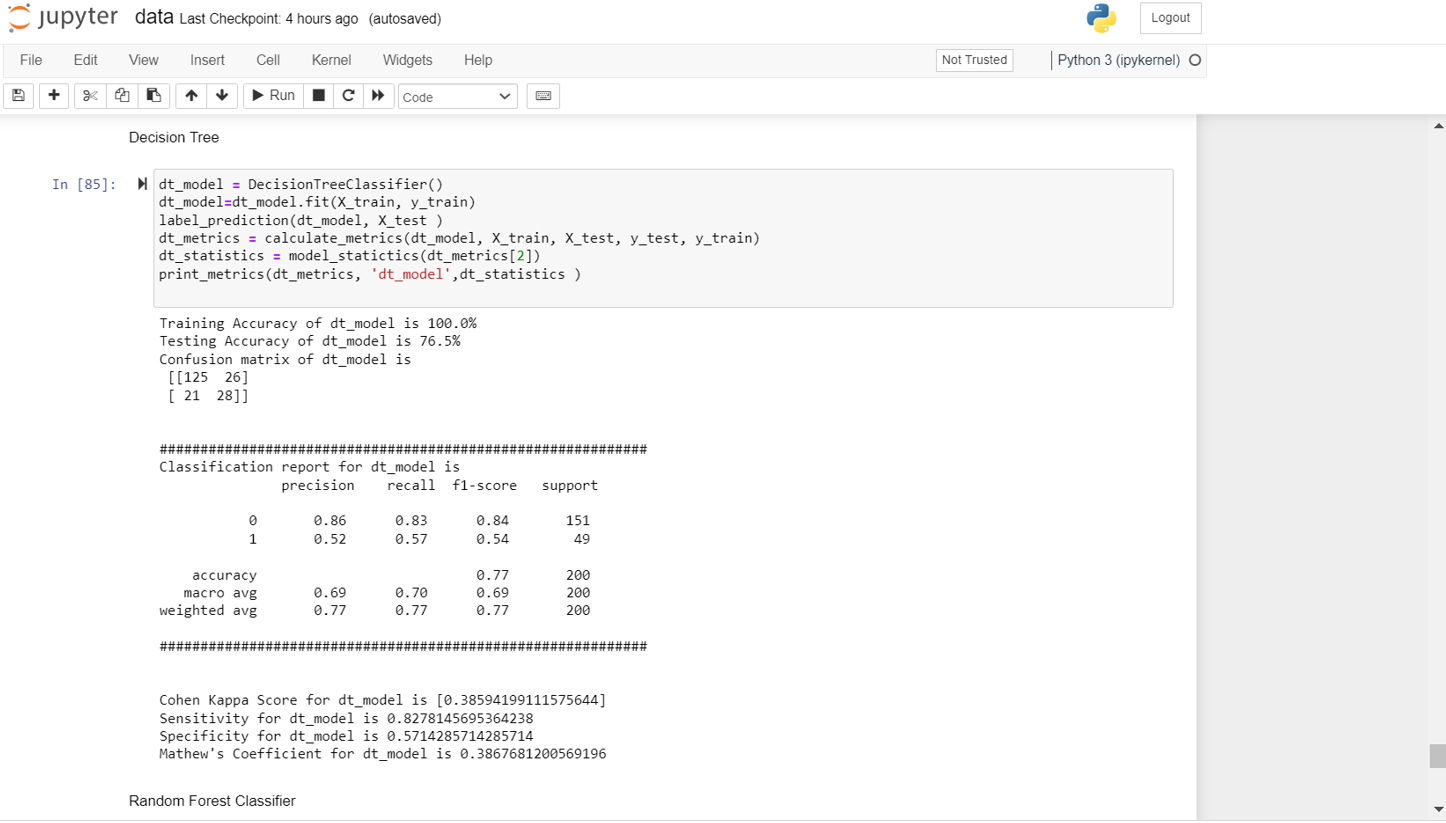 jupyter data Last Checkpoint: 4 hours ago (autosaved)
Logout
File Edit View Insert Cell Kernel Widgets Help
Not Trusted
Python 3 (ipykernel)
Run
Code
Decision Tree
In [85]:
dt_model = DecisionTreeClassifier()
dt_model=dt_model.fit(X_train, y_train)
label_prediction(dt_model, X_test )
dt_metrics = calculate_metrics(dt_model, X_train, X_test, y_test, y_train)
dt_statistics = model_statictics(dt_metrics[2])
print_metrics(dt_metrics, 'dt_model',dt_statistics )
Training Accuracy of dt_model is 100.0%
Testing Accuracy of dt_model is 76.5%
Confusion matrix of dt_model is
[[125 26]
[ 21 28]]
############################################################
Classification report for dt_model is
precision recall f1-score support
0 0.86 0.83 0.84 151
1 0.52 0.57 0.54 49
accuracy 0.77 200
macro avg 0.69 0.70 0.69 200
weighted avg 0.77 0.77 0.77 200
############################################################
Cohen Kappa Score for dt_model is [0.38594199111575644]
Sensitivity for dt_model is 0.8278145695364238
Specificity for dt_model is 0.5714285714285714
Mathew's Coefficient for dt_model is 0.3867681200569196
Random Forest Classifier